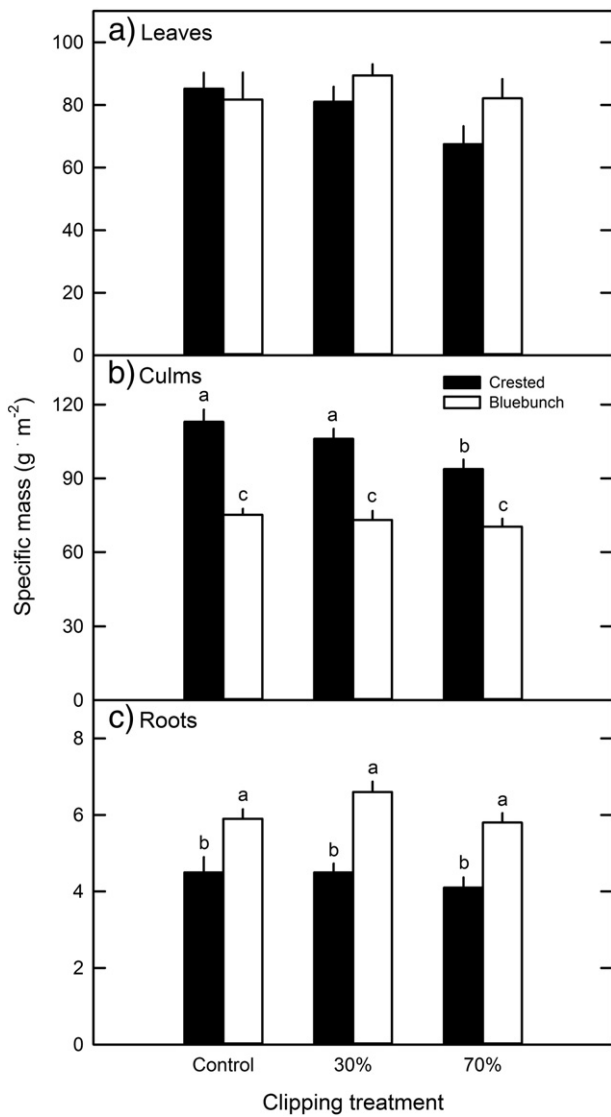 a) Leaves
100
80
60
40
20
0
b) Culms
Crested
Bluebunch
120
90
60
30
0
a
a
b
c
c
c
c) Roots
8
6
4
2
0
a
a
a
b
b
b
Specific mass (g · m⁻²)
Control 30% 70%
Clipping treatment